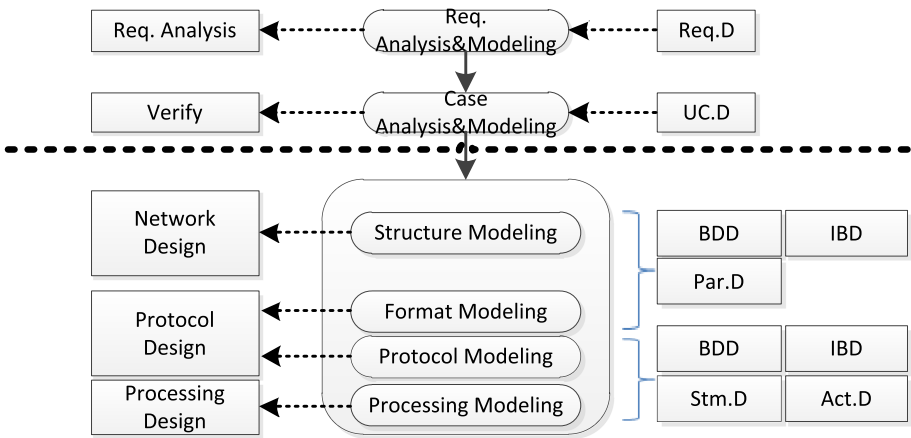 Req. Analysis
Req.
Analysis&Modeling
Req.D
Verify
Case
Analysis&Modeling
UC.D
Network
Design
Structure Modeling
BDD
IBD
Par.D
Protocol
Design
Format Modeling
Protocol Modeling
BDD
IBD
Processing
Design
Processing Modeling
Stm.D
Act.D